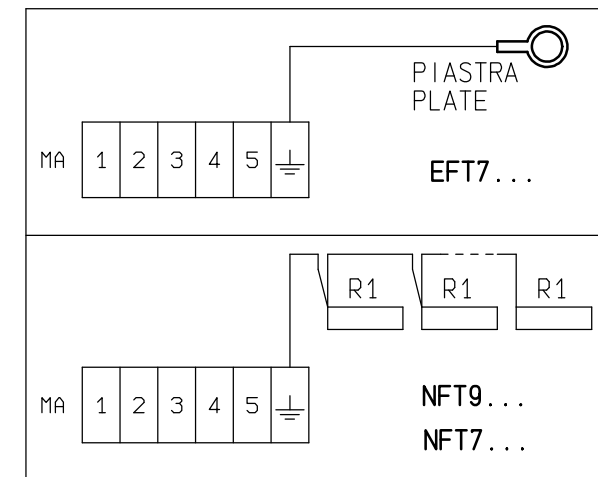 PIASTRA
PLATE
MA 1 2 3 4 5
EFT7...
R1 R1 R1
MA 1 2 3 4 5
NFT9...
NFT7...